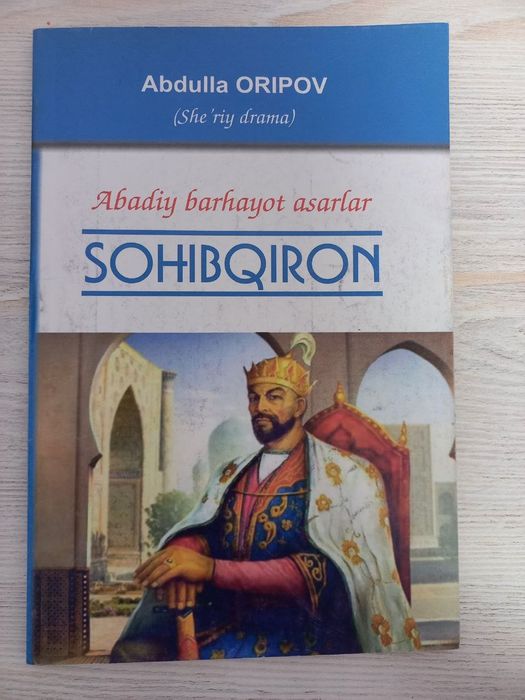 Abdulla ORIPOV
(She'riy drama)
Abadiy barhayot asarlar
SOHIBQIRON